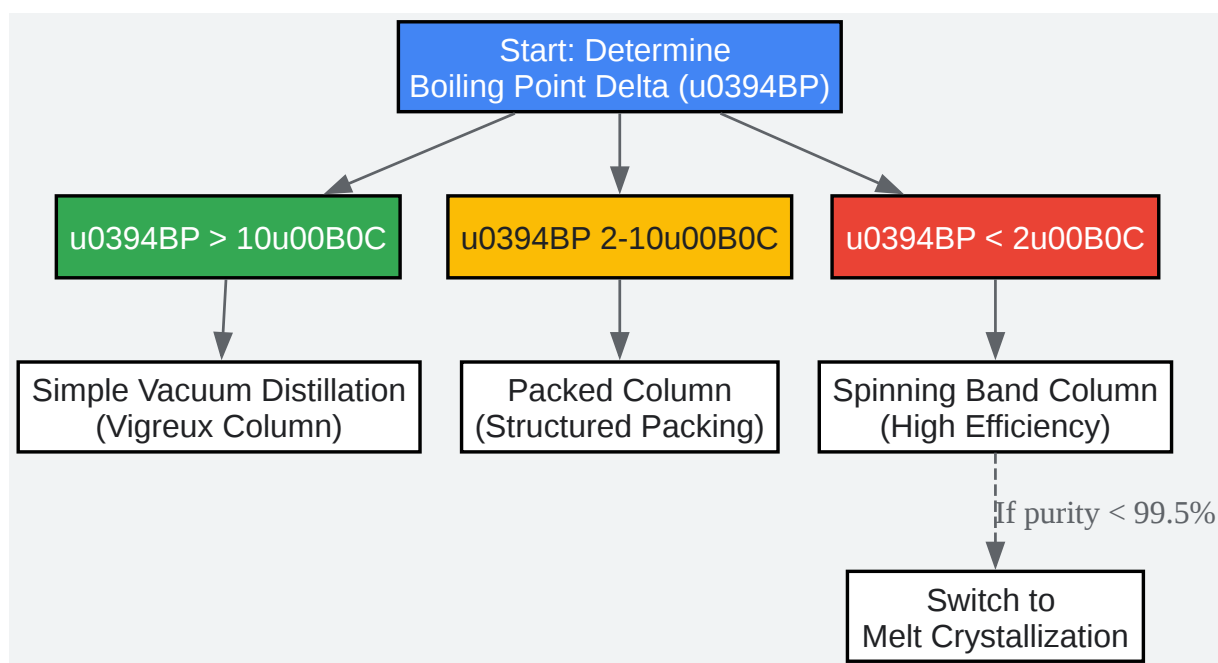 Start: Determine
Boiling Point Delta (u0394BP)
u0394BP > 10u00B0C
u0394BP 2-10u00B0C
u0394BP < 2u00B0C
Simple Vacuum Distillation
(Vigreux Column)
Packed Column
(Structured Packing)
Spinning Band Column
(High Efficiency)
If purity < 99.5%
Switch to
Melt Crystallization